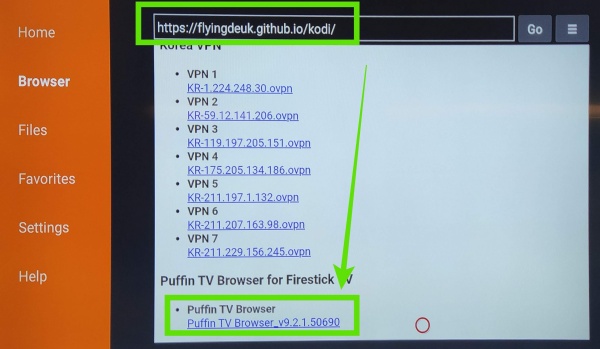 Home
https://flyingdeuk.github.io/kodi/
Go
Korea VPN
Browser
VPN 1
KR-1.224.248.30.ovpn
VPN 2
KR-59.12.141.206.ovpn
Files
VPN 3
KR-119.197.205.151.ovpn
VPN 4
KR-175.205.134.186.ovpn
Favorites
VPN 5
KR-211.197.1.132.ovpn
VPN 6
KR-211.207.163.98.ovpn
Settings
VPN 7
KR-211.229.156.245.ovpn
Help
Puffin TV Browser for Firestick TV
Puffin TV Browser
Puffin TV Browser_v9.2.1.50690